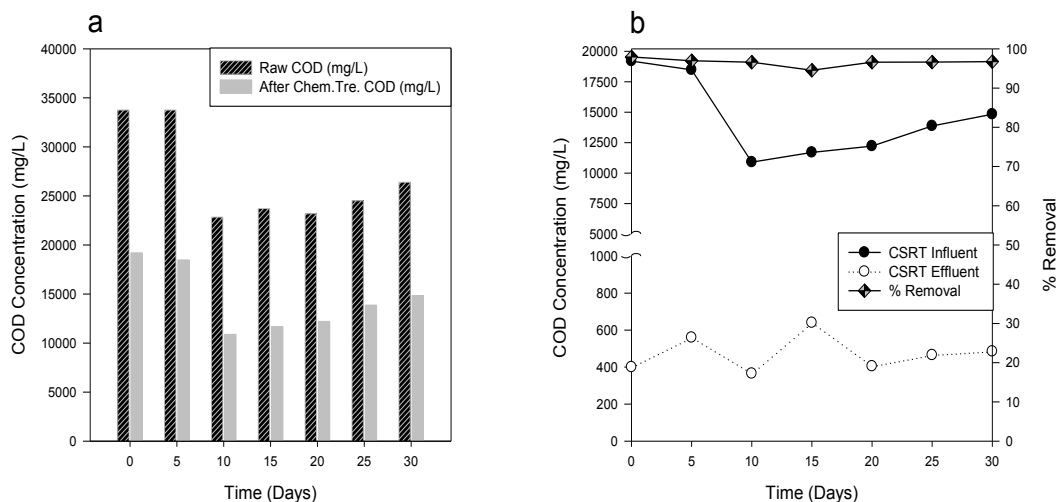 a
40000
35000
30000
25000
20000
15000
10000
5000
0
COD Concentration (mg/L)
Raw COD (mg/L)
After Chem.Tre. COD (mg/L)
0 5 10 15 20 25 30
Time (Days)
b
20000
17500
15000
12500
10000
7500
5000
1000
800
600
400
200
0
COD Concentration (mg/L)
100
90
80
70
60
50
40
30
20
10
0
% Removal
CSRT Influent
CSRT Effluent
% Removal
0 5 10 15 20 25 30
Time (Days)